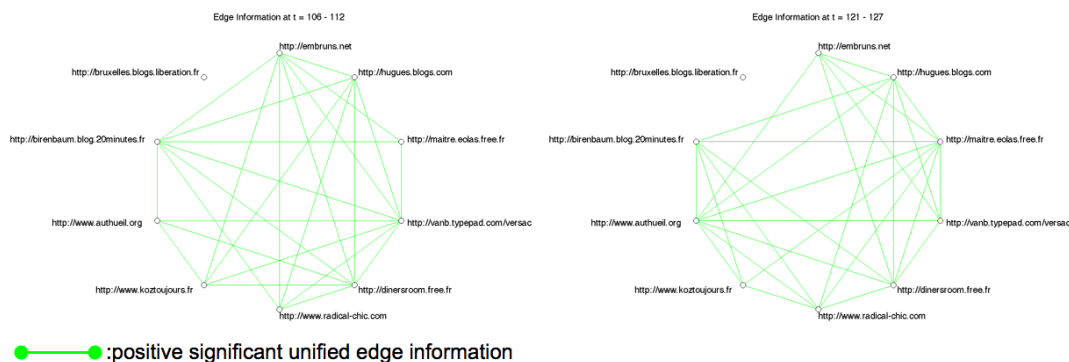 Edge Information at t = 106 - 112
http://embruns.net
http://bruxelles.blogs.liberation.fr
http://hugues.blogs.com
http://birenbaum.blog.20minutes.fr
http://maitre.eolas.free.fr
http://www.authueil.org
http://vanb.typepad.com/versac
http://www.koztoujours.fr
http://dinersroom.free.fr
http://www.radical-chic.com
Edge Information at t = 121 - 127
http://embruns.net
http://bruxelles.blogs.liberation.fr
http://hugues.blogs.com
http://birenbaum.blog.20minutes.fr
http://maitre.eolas.free.fr
http://www.authueil.org
http://vanb.typepad.com/versac
http://www.koztoujours.fr
http://dinersroom.free.fr
http://www.radical-chic.com
:positive significant unified edge information